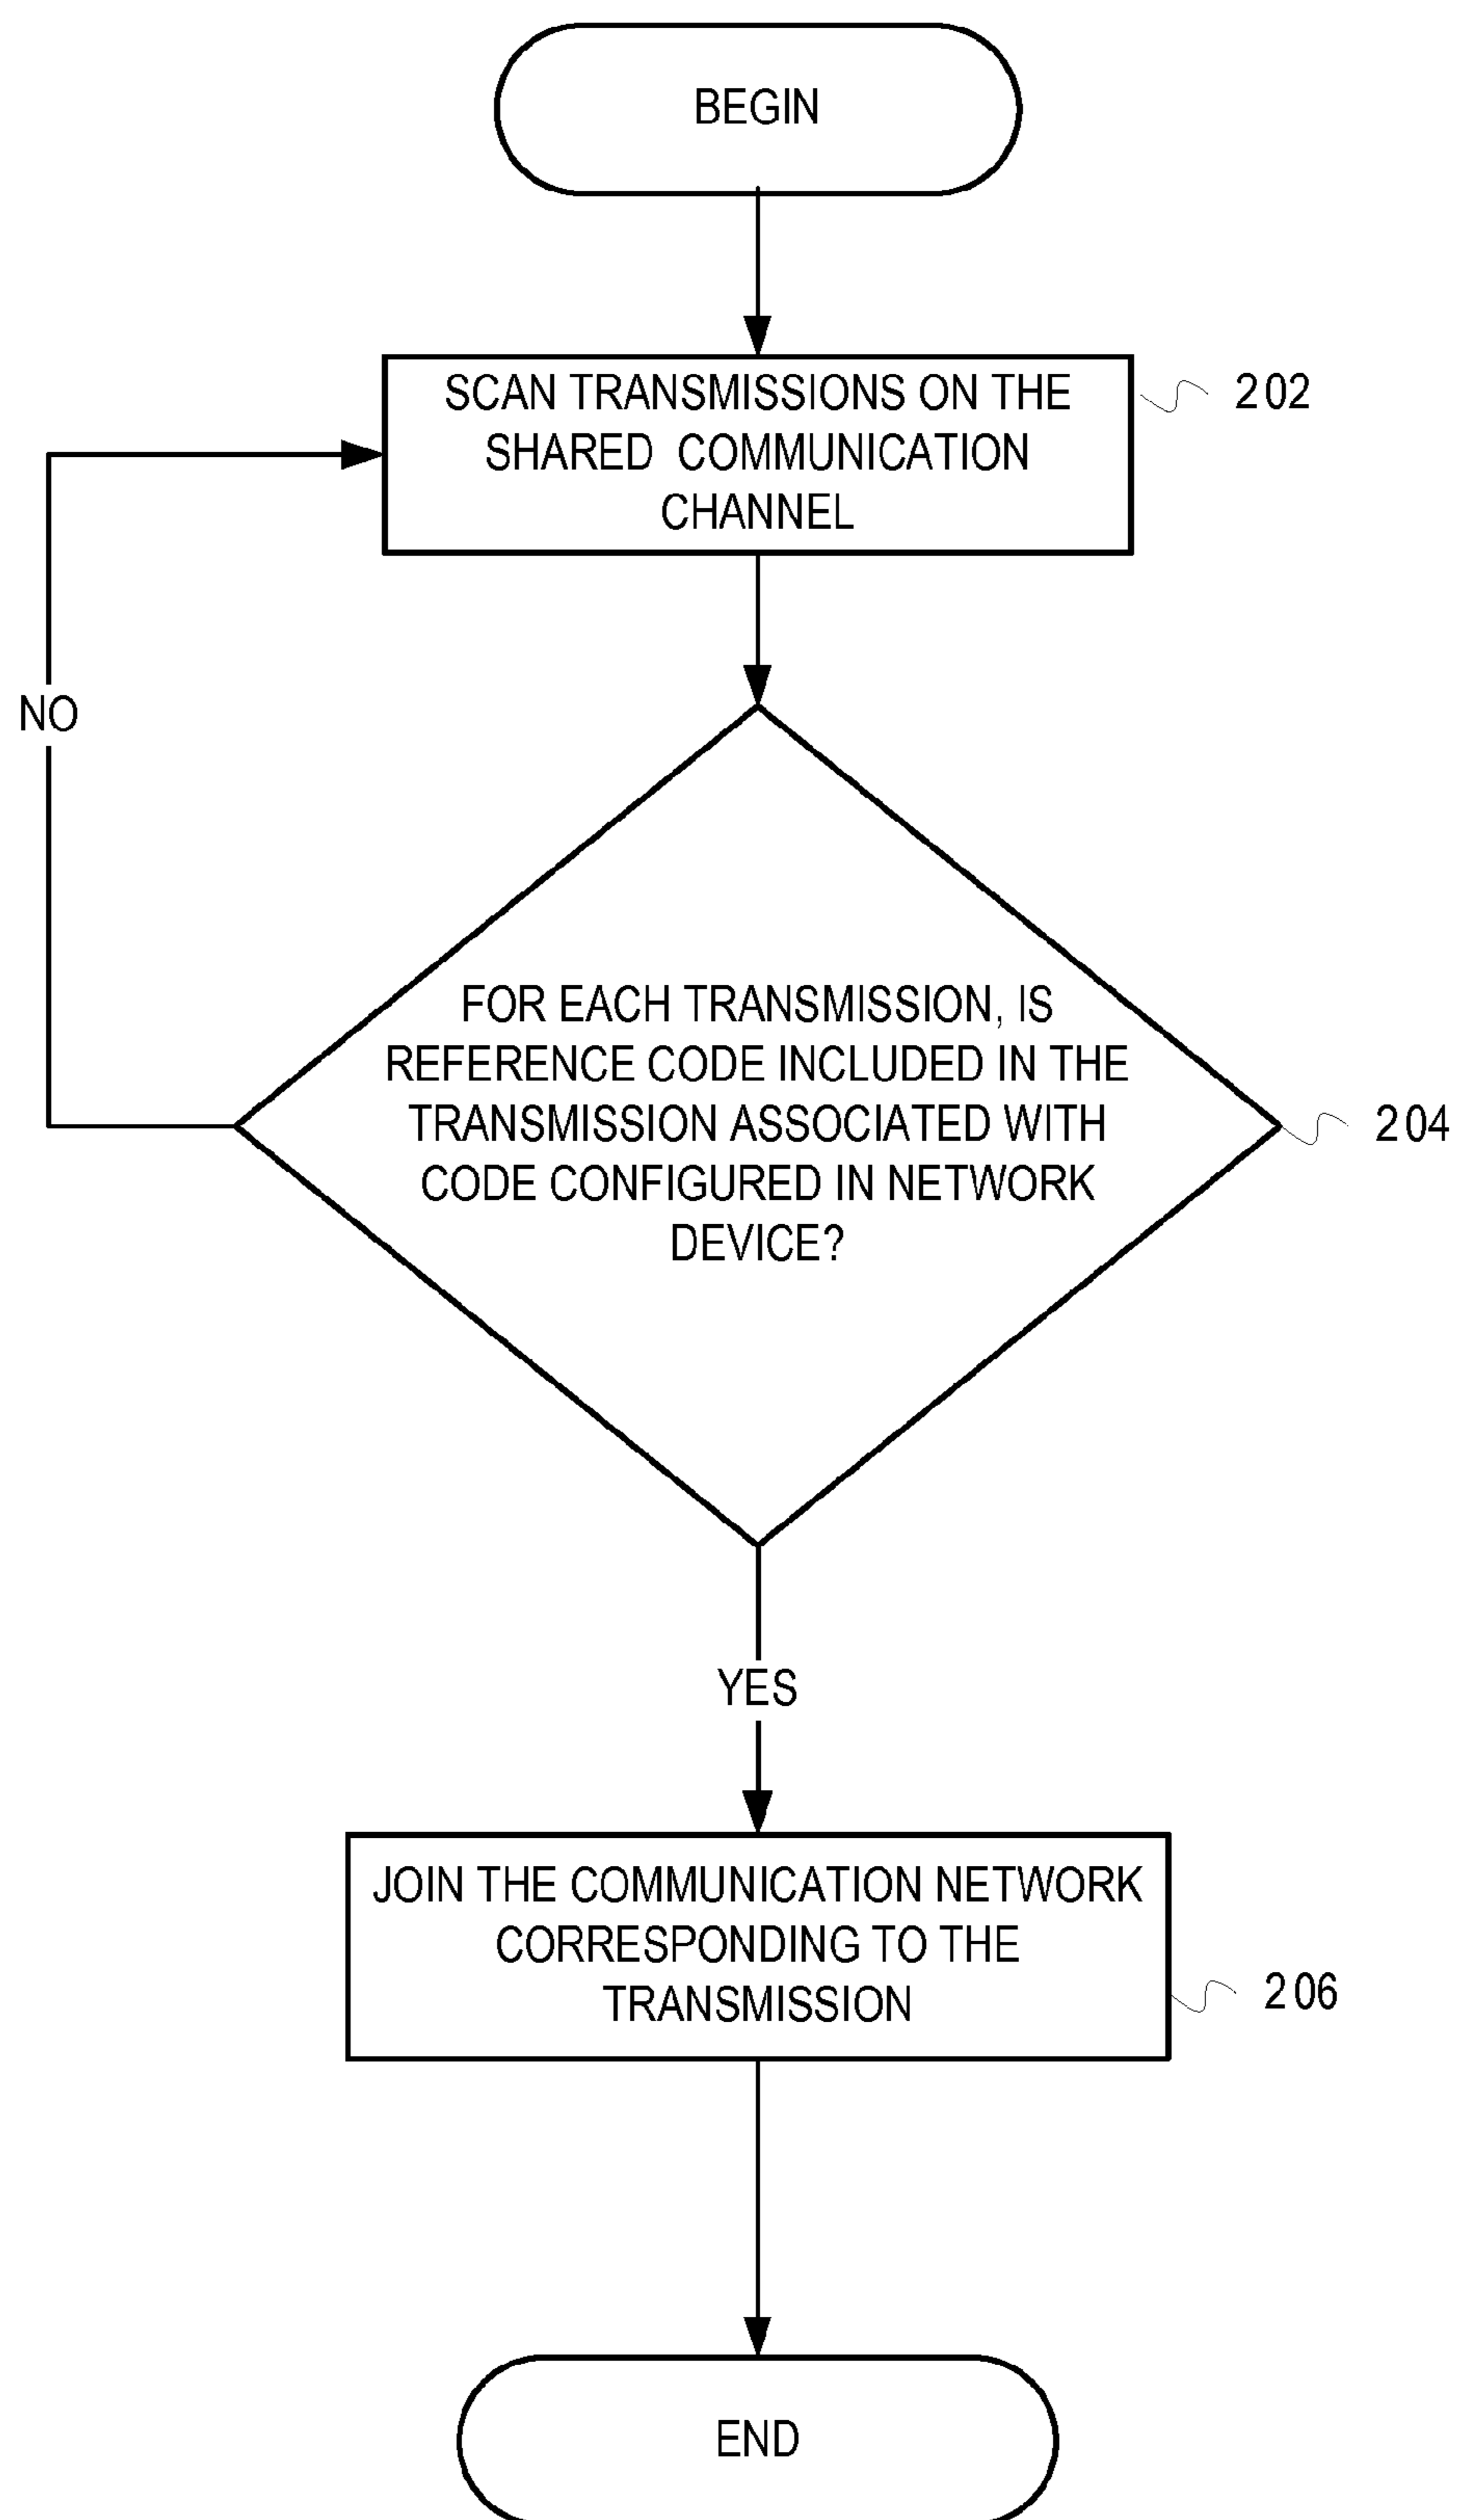 BEGIN
SCAN TRANSMISSIONS ON THE
SHARED COMMUNICATION
CHANNEL
202
NO
FOR EACH TRANSMISSION, IS
REFERENCE CODE INCLUDED IN THE
TRANSMISSION ASSOCIATED WITH
CODE CONFIGURED IN NETWORK
DEVICE?
204
YES
JOIN THE COMMUNICATION NETWORK
CORRESPONDING TO THE
TRANSMISSION
206
END